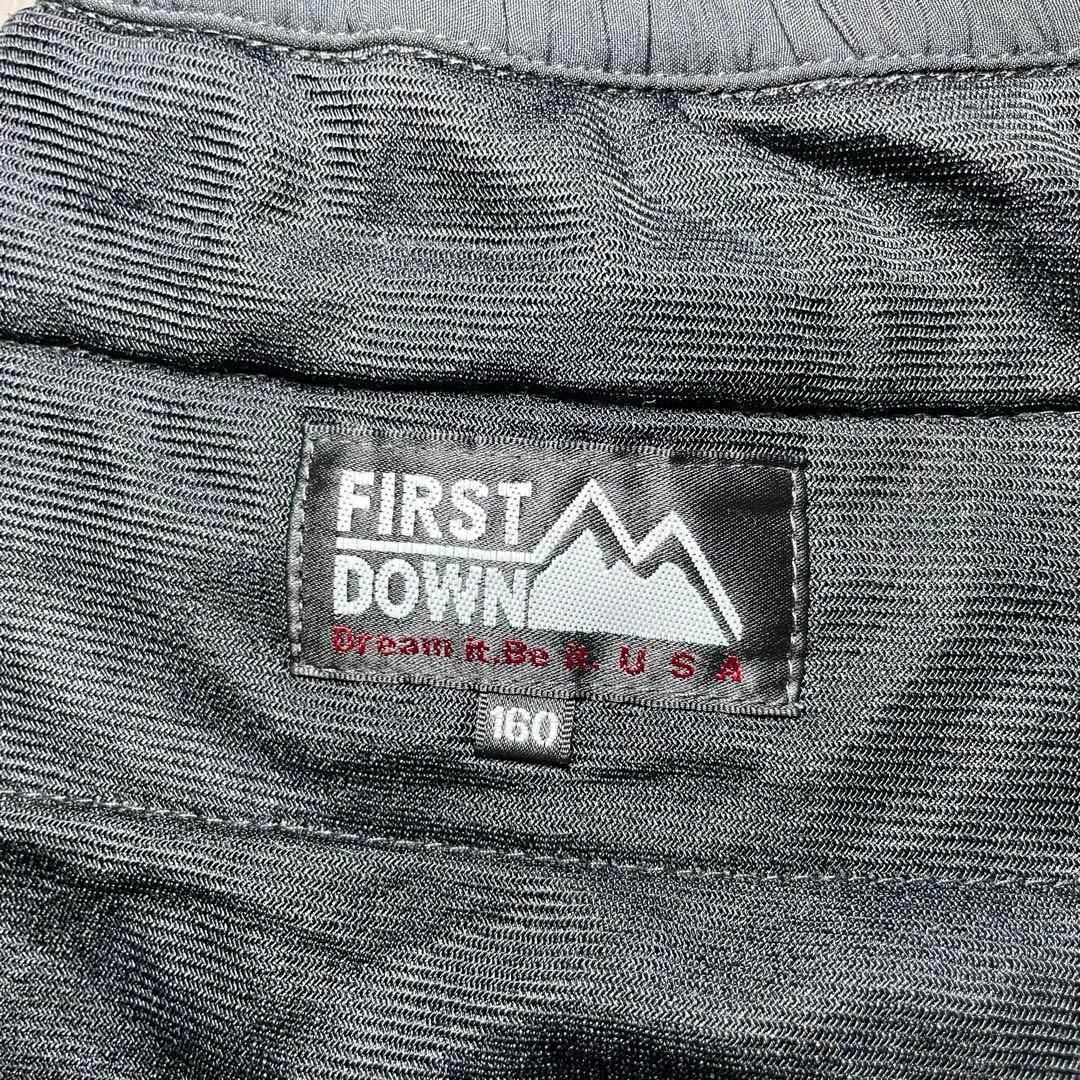 FIRST
DOWN
Dream it.Be it. U S A
160